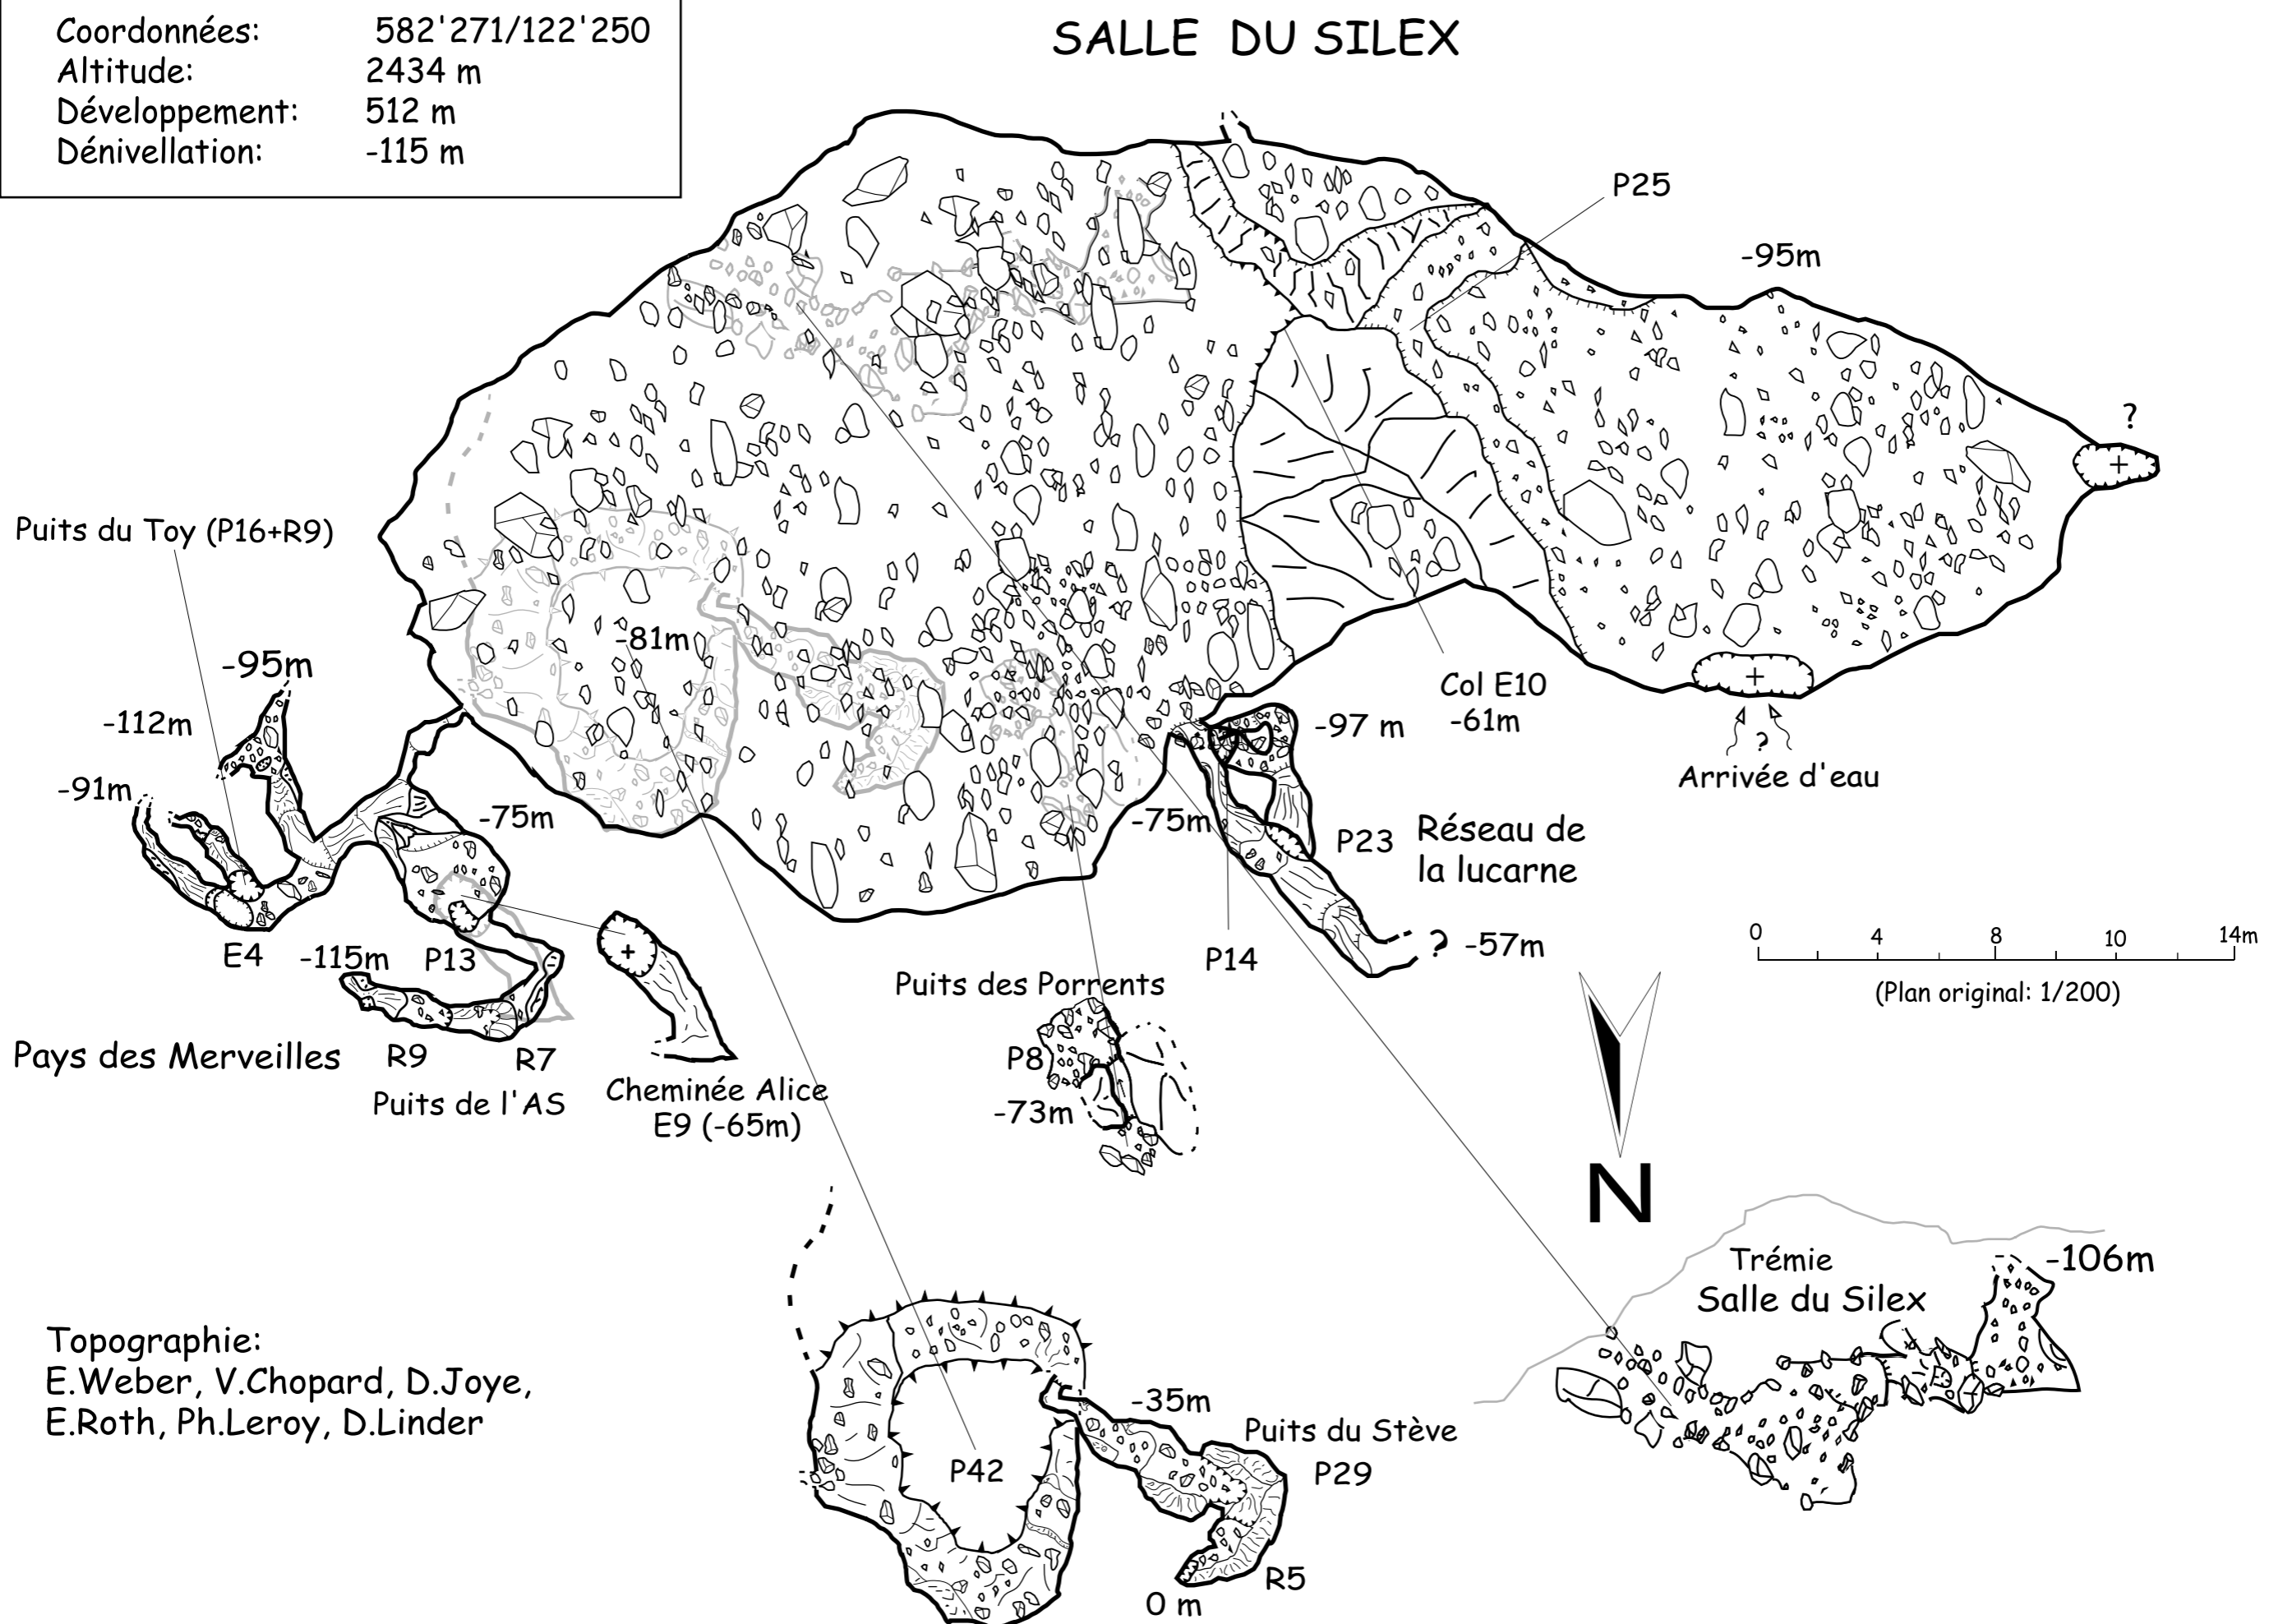 Coordonnées: 582'271/122'250
Altitude: 2434 m
Développement: 512 m
Dénivellation: -115 m
SALLE DU SILEX
P25
-95m
?
Puits du Toy (P16+R9)
-81m
-95m
-112m
-91m
-75m
Col E10
-61m
-97 m
?
Arrivée d'eau
-75m
P23
Réseau de
la lucarne
E4
-115m
P13
P14
? -57m
0 4 8 10 14m
(Plan original: 1/200)
Puits des Porrents
P8
-73m
Pays des Merveilles
R9
R7
Puits de l'AS
Cheminée Alice
E9 (-65m)
N
Trémie
Salle du Silex
-106m
Topographie:
E.Weber, V.Chopard, D.Joye,
E.Roth, Ph.Leroy, D.Linder
-35m
Puits du Stève
P29
P42
R5
0 m